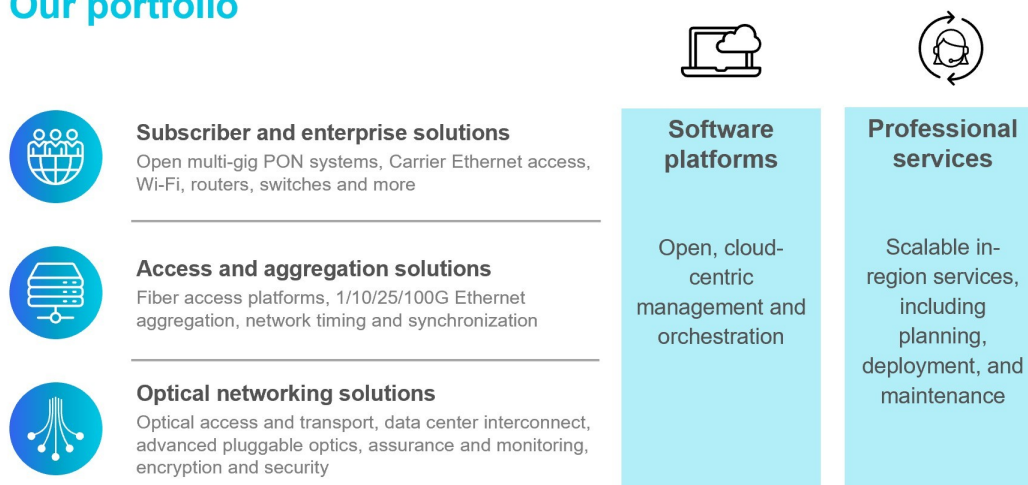 Our portfolio
Subscriber and enterprise solutions
Open multi-gig PON systems, Carrier Ethernet access,
Wi-Fi, routers, switches and more
Access and aggregation solutions
Fiber access platforms, 1/10/25/100G Ethernet
aggregation, network timing and synchronization
Optical networking solutions
Optical access and transport, data center interconnect,
advanced pluggable optics, assurance and monitoring,
encryption and security
Software
platforms
Open, cloud-
centric
management and
orchestration
Professional
services
Scalable in-
region services,
including
planning,
deployment, and
maintenance